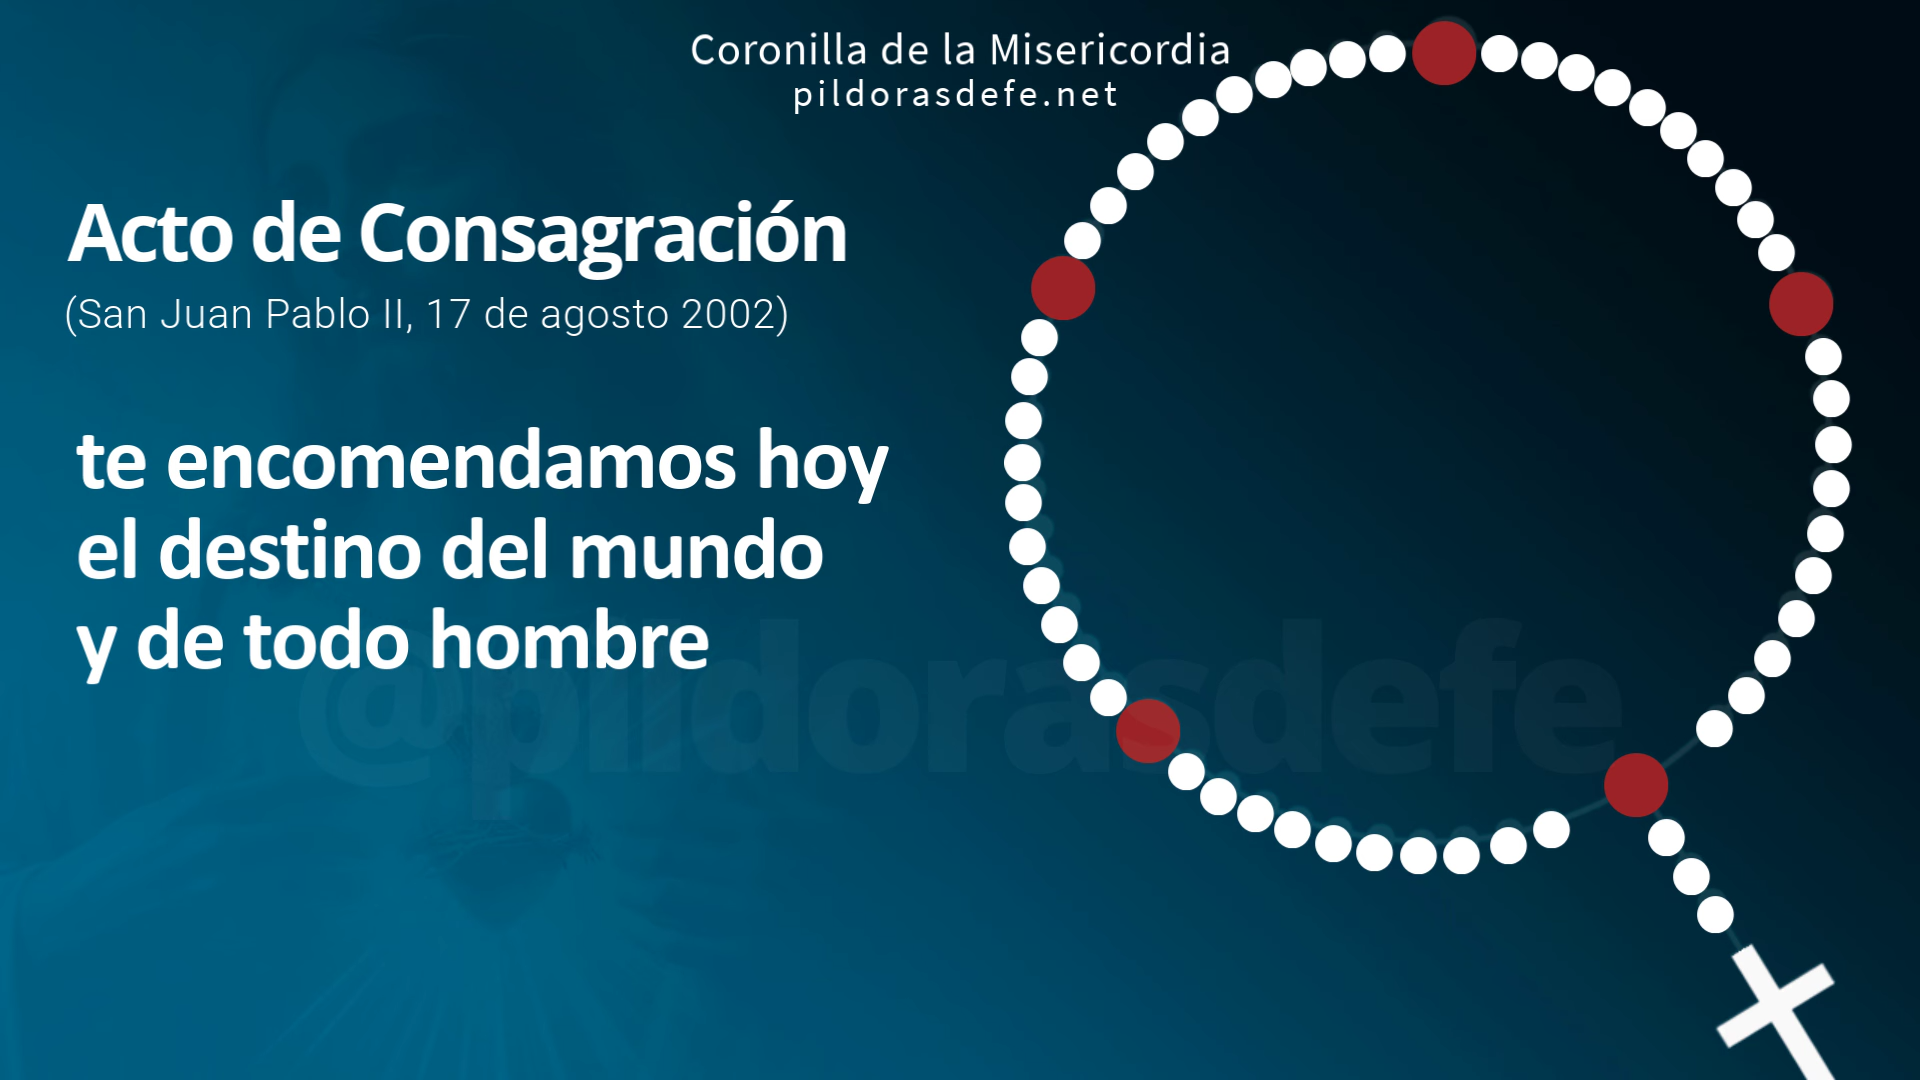 Coronilla de la Misericordia
pildorasdefe.net
Acto de Consagración
(San Juan Pablo II, 17 de agosto 2002)
te encomendamos hoy
el destino del mundo
y de todo hombre
@pildorasdefe